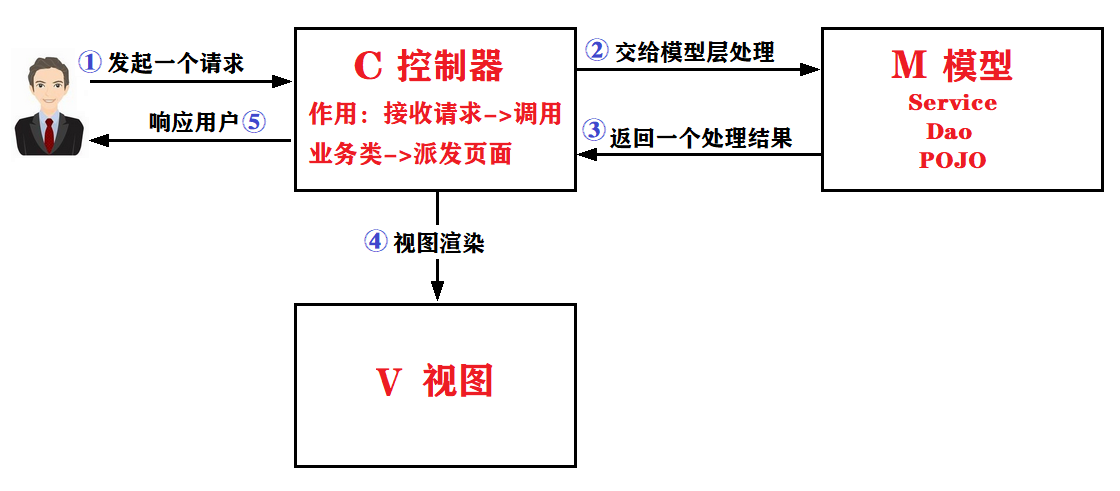 ① 发起一个请求
响应用户⑤
C 控制器
作用：接收请求->调用
业务类->派发页面
② 交给模型层处理
③ 返回一个处理结果
M 模型
Service
Dao
POJO
④ 视图渲染
V 视图